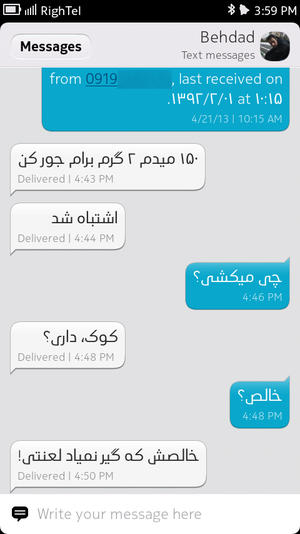 RighTel
3:59 PM
Messages
Behdad
Text messages
from 0919, last received on
۱۳۹۲/۲/۰۱ at ۱۰:۱۵.
4/21/13 | 10:15 AM
۱۵۰ میدم ۲ گرم برام جور کن
Delivered | 4:43 PM
اشتباه شد
Delivered | 4:44 PM
چی میکشی؟
4:46 PM
کوک، داری؟
Delivered | 4:48 PM
خالص؟
4:48 PM
خالصش که گیر نمیاد لعنتی!
Delivered | 4:50 PM
Write your message here